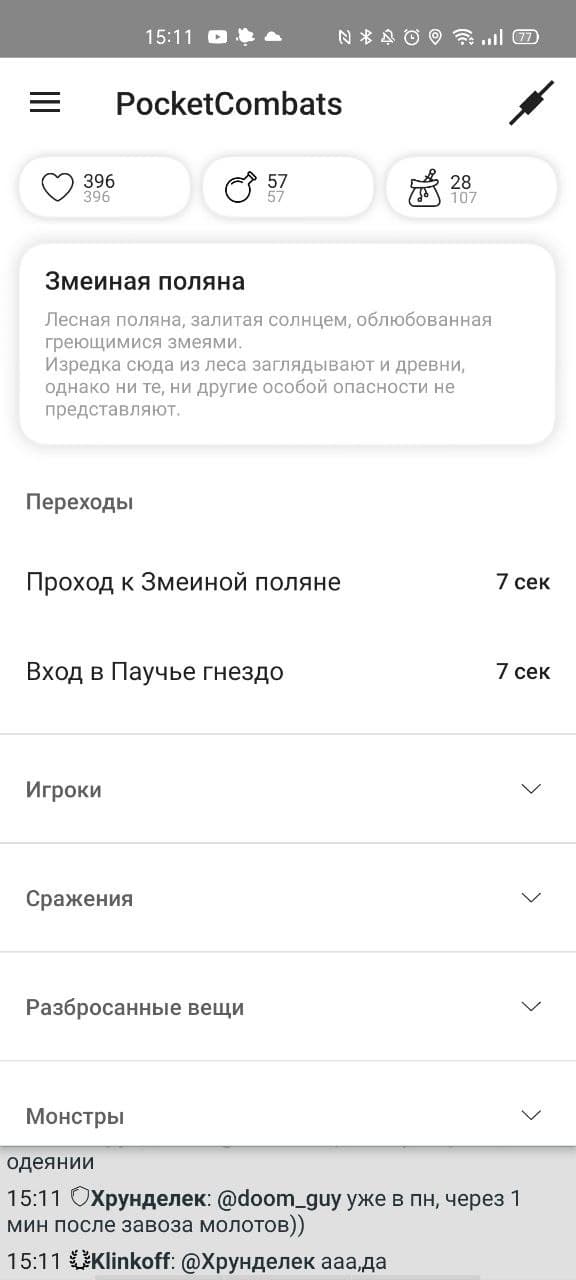 15:11
77
PocketCombats
396
396
57
57
28
107
Змеиная поляна
Лесная поляна, залитая солнцем, облюбованная
греющимися змеями.
Изредка сюда из леса заглядывают и древни,
однако ни те, ни другие особой опасности не
представляют.
Переходы
Проход к Змеиной поляне 7 сек
Вход в Паучье гнездо 7 сек
Игроки
Сражения
Разбросанные вещи
Монстры
одеянии
15:11 Хрунделек: @doom_guy уже в пн, через 1
мин после завоза молотов))
15:11 Klinkoff: @Хрунделек ааа,да